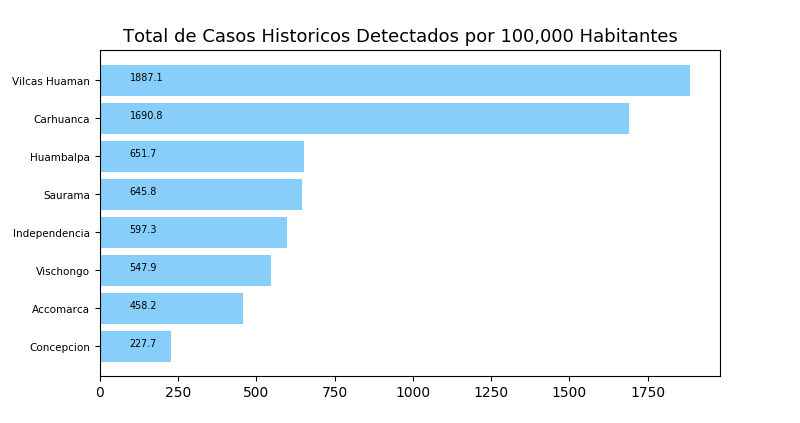 Total de Casos Historicos Detectados por 100,000 Habitantes
Vilcas Huaman 1887.1
Carhuanca 1690.8
Huambalpa 651.7
Saurama 645.8
Independencia 597.3
Vischongo 547.9
Accomarca 458.2
Concepcion 227.7
0 250 500 750 1000 1250 1500 1750